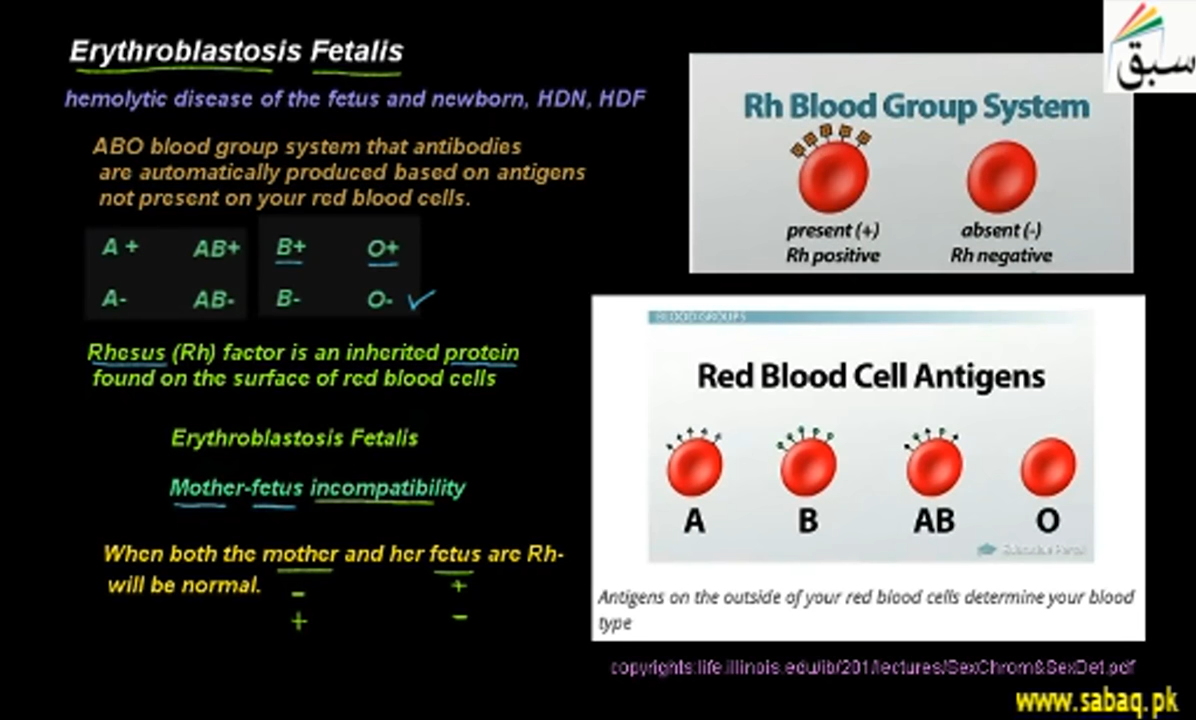 Erythroblastosis Fetalis
hemolytic disease of the fetus and newborn, HDN, HDF
ABO blood group system that antibodies
are automatically produced based on antigens
not present on your red blood cells.
A + AB+ B+ O+
A- AB- B- O-
Rhesus (Rh) factor is an inherited protein
found on the surface of red blood cells
Erythroblastosis Fetalis
Mother-fetus incompatibility
When both the mother and her fetus are Rh-
will be normal.
- +
+ -
سبق
Rh Blood Group System
present (+) absent (-)
Rh positive Rh negative
BLOOD GROUPS
Red Blood Cell Antigens
A B AB O
Education Portal
Antigens on the outside of your red blood cells determine your blood
type
copyrights:life.illinois.edu/ib/201/lectures/SexChrom&SexDet.pdf
www.sabaq.pk